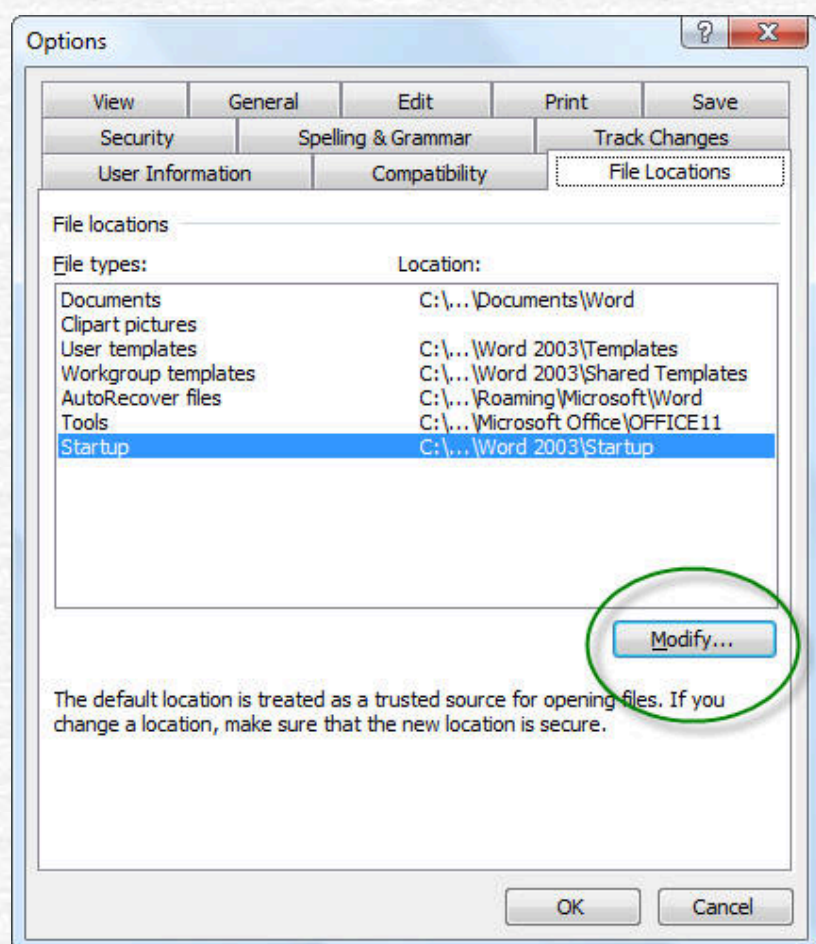 Options
View General Edit Print Save
Security Spelling & Grammar Track Changes
User Information Compatibility File Locations
File locations
File types: Location:
Documents C:\...\Documents\Word
Clipart pictures
User templates C:\...\Word 2003\Templates
Workgroup templates C:\...\Word 2003\Shared Templates
AutoRecover files C:\...\Roaming\Microsoft\Word
Tools C:\...\Microsoft Office\OFFICE11
Startup C:\...\Word 2003\Startup
Modify...
The default location is treated as a trusted source for opening files. If you
change a location, make sure that the new location is secure.
OK Cancel